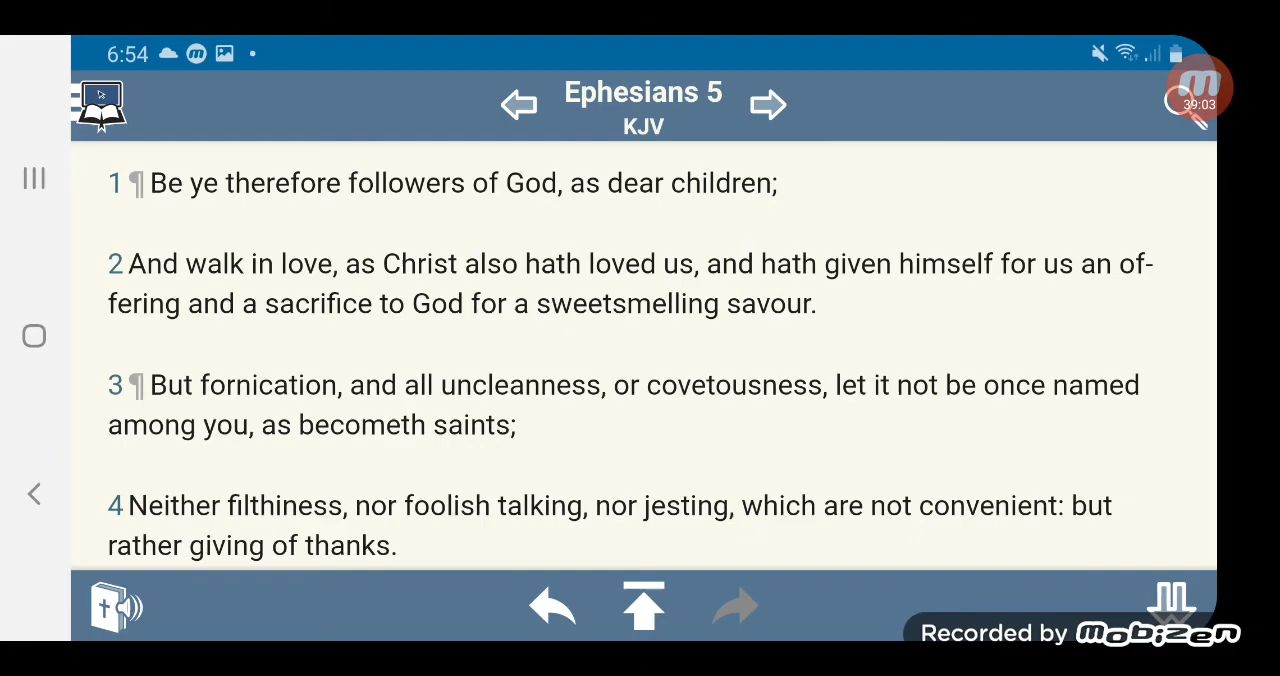 6:54
Ephesians 5
KJV
39:03
1 ¶ Be ye therefore followers of God, as dear children;
2 And walk in love, as Christ also hath loved us, and hath given himself for us an of-
fering and a sacrifice to God for a sweetsmelling savour.
3 ¶ But fornication, and all uncleanness, or covetousness, let it not be once named
among you, as becometh saints;
4 Neither filthiness, nor foolish talking, nor jesting, which are not convenient: but
rather giving of thanks.
Recorded by Mobizen